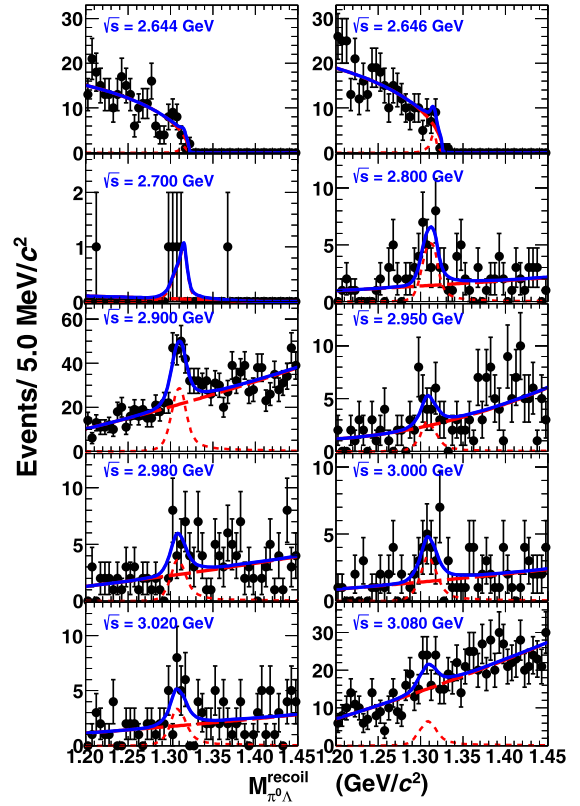 √s = 2.644 GeV
√s = 2.646 GeV
30
20
10
0
30
20
10
0
√s = 2.700 GeV
√s = 2.800 GeV
2
1
0
10
5
0
√s = 2.900 GeV
√s = 2.950 GeV
60
40
20
0
10
5
0
√s = 2.980 GeV
√s = 3.000 GeV
10
5
0
10
5
0
√s = 3.020 GeV
√s = 3.080 GeV
10
5
0
30
20
10
0
1.20 1.25 1.30 1.35 1.40 1.45
1.20 1.25 1.30 1.35 1.40 1.45
Events/ 5.0 MeV/c²
M^recoil_π⁰Λ (GeV/c²)